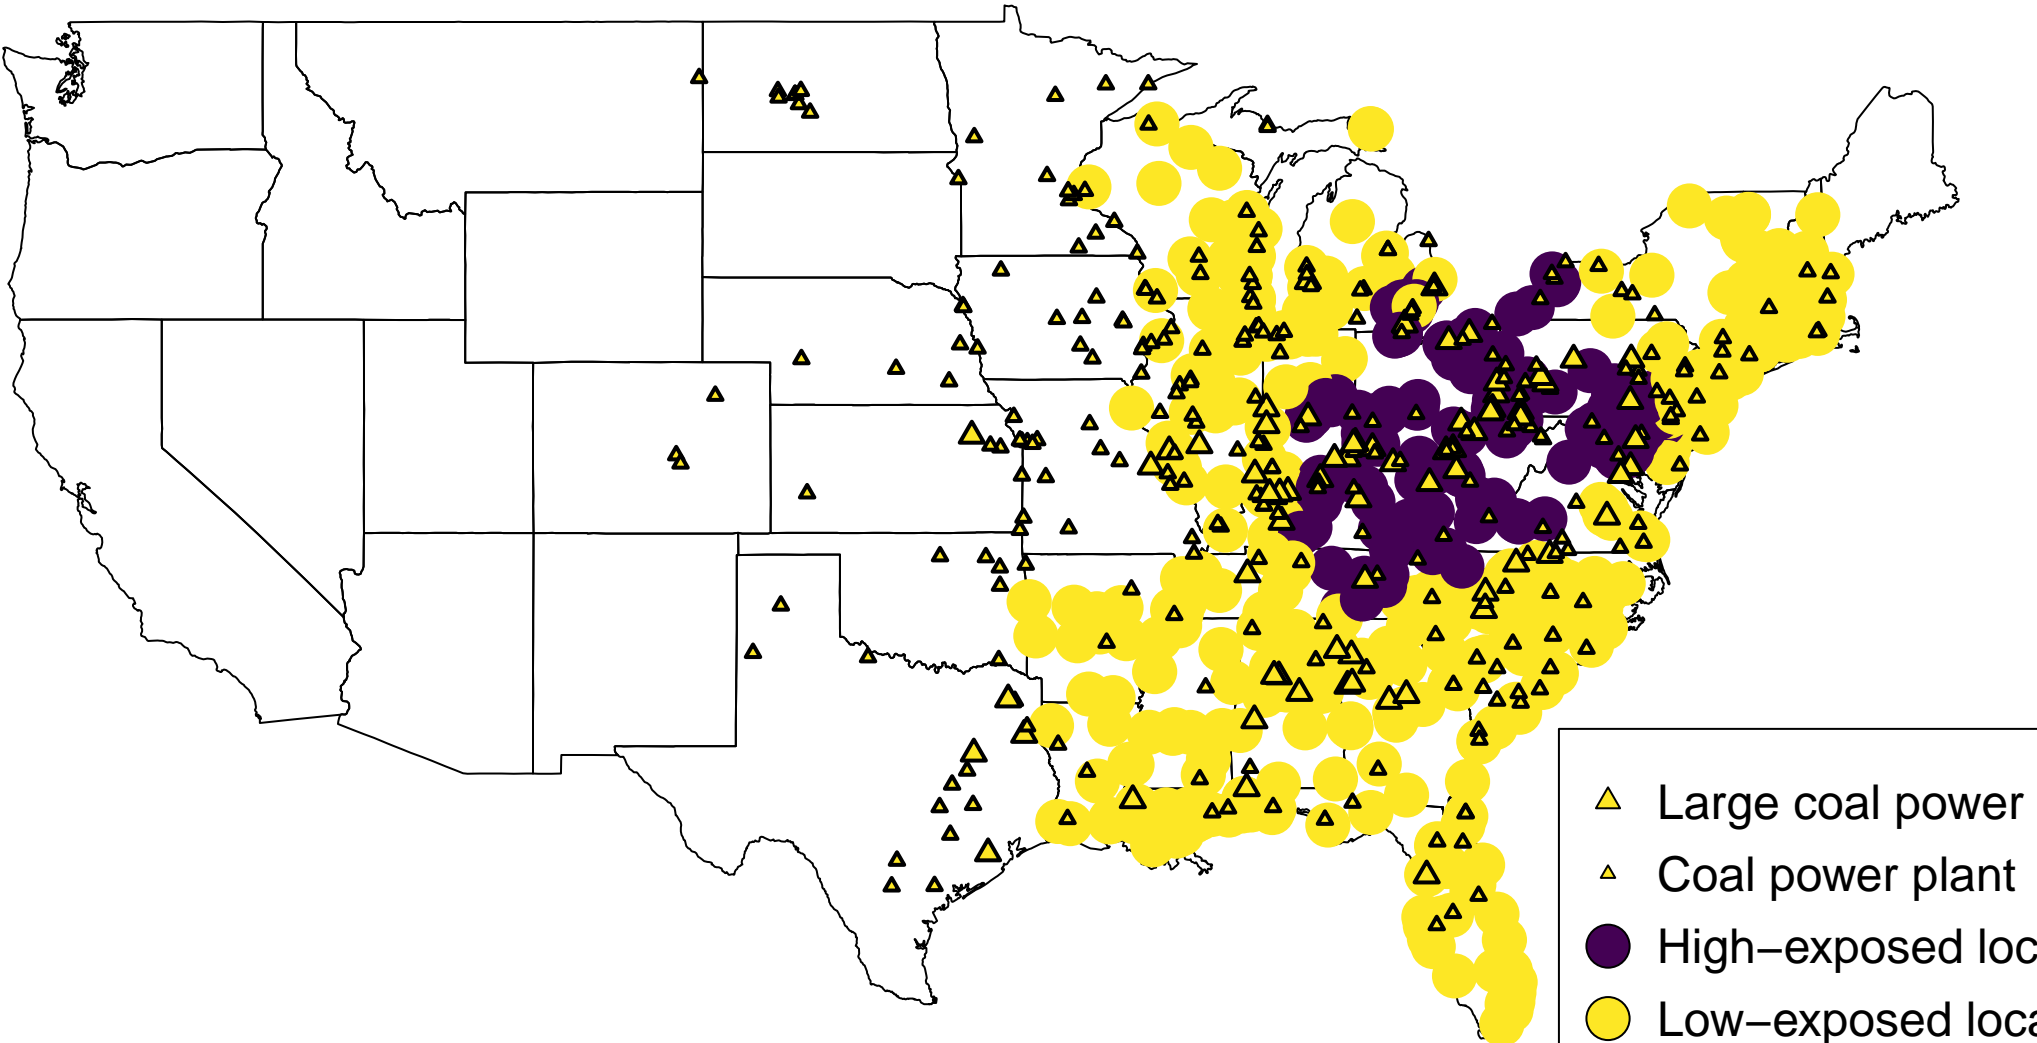 Large coal power
Coal power plant
High−exposed loc
Low−exposed loca